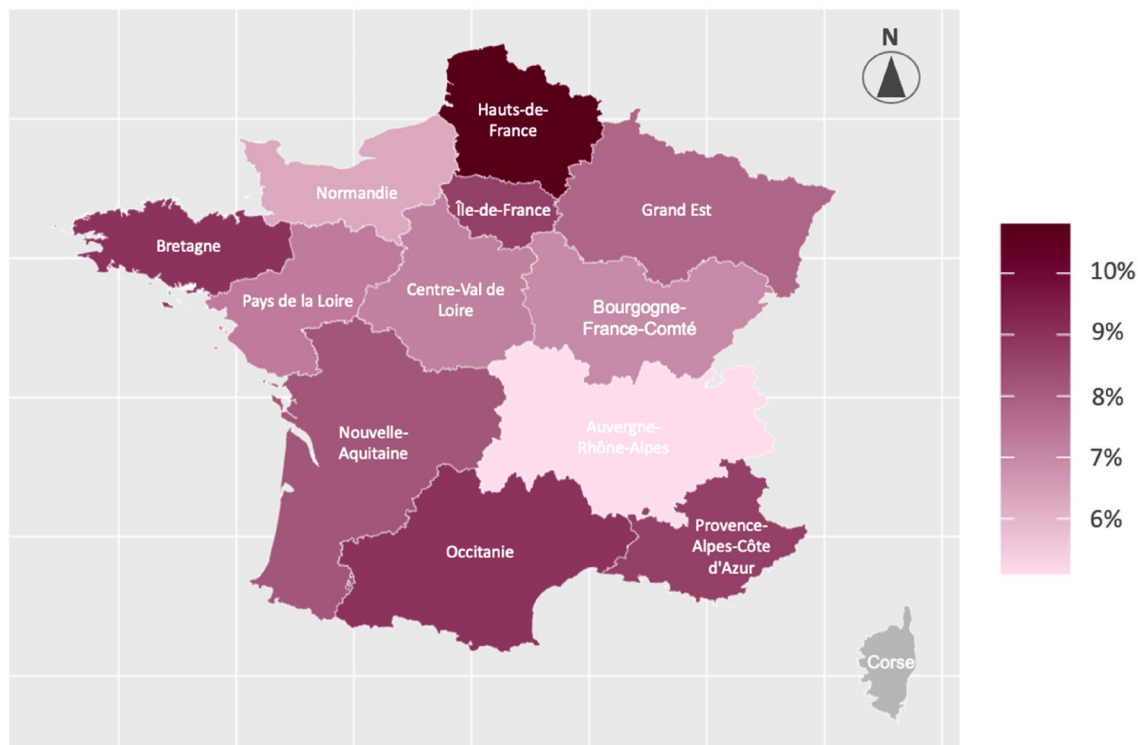 N
Hauts-de-
France
Normandie
Île-de-France
Grand Est
Bretagne
Pays de la Loire
Centre-Val de
Loire
Bourgogne-
France-Comté
Nouvelle-
Aquitaine
Auvergne-
Rhône-Alpes
Occitanie
Provence-
Alpes-Côte
d'Azur
Corse
10%
9%
8%
7%
6%